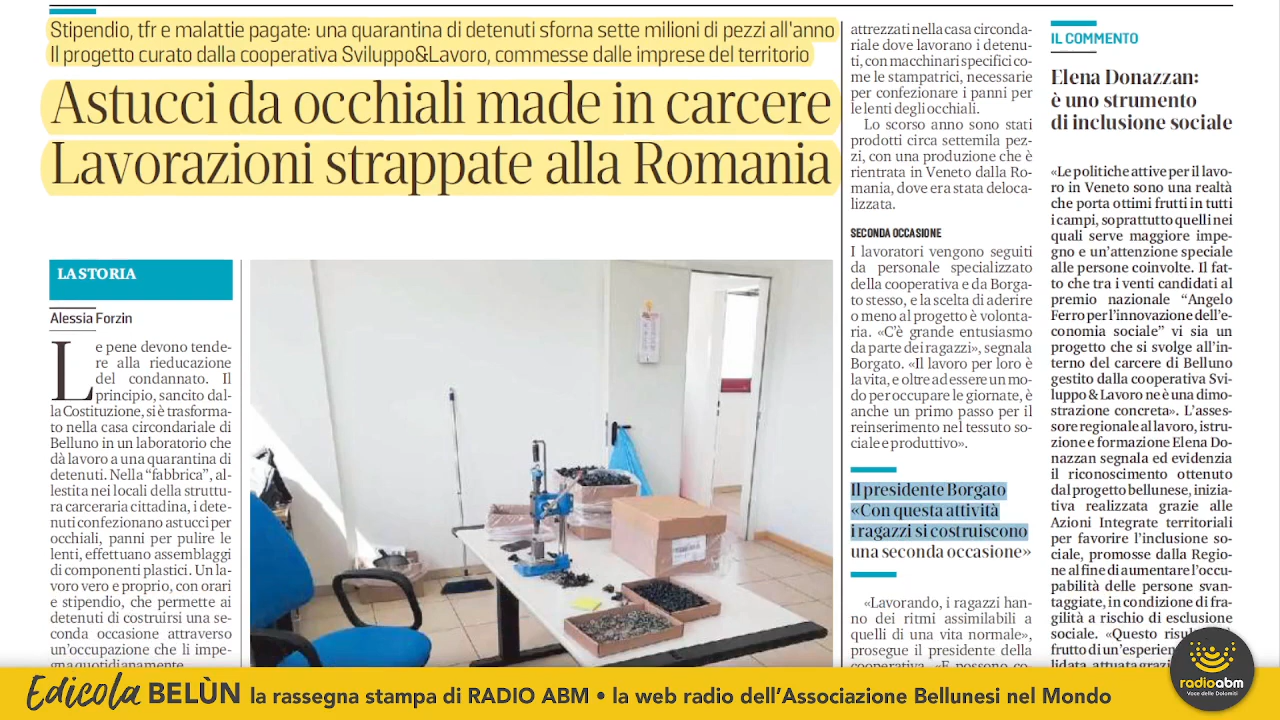 Stipendio, tfr e malattie pagate: una quarantina di detenuti sforna sette milioni di pezzi all'anno
Il progetto curato dalla cooperativa Sviluppo&Lavoro, commesse dalle imprese del territorio
Astucci da occhiali made in carcere
Lavorazioni strappate alla Romania
LA STORIA
Alessia Forzin
Le pene devono tende-
re alla rieducazione
del condannato. Il
principio, sancito dal-
la Costituzione, si è trasforma-
to nella casa circondariale di
Belluno in un laboratorio che
dà lavoro a una quarantina di
detenuti. Nella “fabbrica”, al-
lestita nei locali della struttu-
ra carceraria cittadina, i dete-
nuti confezionano astucci per
occhiali, panni per pulire le
lenti, effettuano assemblaggi
di componenti plastici. Un la-
voro vero e proprio, con orari
e stipendio, che permette ai
detenuti di costruirsi una se-
conda occasione attraverso
un'occupazione che li impe-
gna quotidianamente.
attrezzati nella casa circonda-
riale dove lavorano i detenu-
ti, con macchinari specifici co-
me le stampatrici, necessarie
per confezionare i panni per
le lenti degli occhiali.
Lo scorso anno sono stati
prodotti circa settemila pez-
zi, con una produzione che è
rientrata in Veneto dalla Ro-
mania, dove era stata deloca-
lizzata.
SECONDA OCCASIONE
I lavoratori vengono seguiti
da personale specializzato
della cooperativa e da Borga-
to stesso, e la scelta di aderire
o meno al progetto è volonta-
ria. «C'è grande entusiasmo
da parte dei ragazzi», segnala
Borgato. «Il lavoro per loro è
la vita, e oltre ad essere un mo-
do per occupare le giornate, è
anche un primo passo per il
reinserimento nel tessuto so-
ciale e produttivo».
Il presidente Borgato
«Con questa attività
i ragazzi si costruiscono
una seconda occasione»
«Lavorando, i ragazzi han-
no dei ritmi assimilabili a
quelli di una vita normale»,
prosegue il presidente della
cooperativa. «E possono co-
IL COMMENTO
Elena Donazzan:
è uno strumento
di inclusione sociale
«Le politiche attive per il lavo-
ro in Veneto sono una realtà
che porta ottimi frutti in tutti
i campi, soprattutto quelli nei
quali serve maggiore impe-
gno e un'attenzione speciale
alle persone coinvolte. Il fat-
to che tra i venti candidati al
premio nazionale “Angelo
Ferro per l'innovazione dell'e-
conomia sociale” vi sia un
progetto che si svolge all'in-
terno del carcere di Belluno
gestito dalla cooperativa Svi-
luppo & Lavoro ne è una dimo-
strazione concreta». L'asses-
sore regionale al lavoro, istru-
zione e formazione Elena Do-
nazzan segnala ed evidenzia
il riconoscimento ottenuto
dal progetto bellunese, inizia-
tiva realizzata grazie alle
Azioni Integrate territoriali
per favorire l'inclusione so-
ciale, promosse dalla Regio-
ne al fine di aumentare l'occu-
pabilità delle persone svan-
taggiate, in condizione di fra-
gilità a rischio di esclusione
sociale. «Questo
frutto di un'esperien
lidata, attuata grazi
Edicola BELÙN la rassegna stampa di RADIO ABM • la web radio dell'Associazione Bellunesi nel Mondo
radioabm
Voce delle Dolomiti